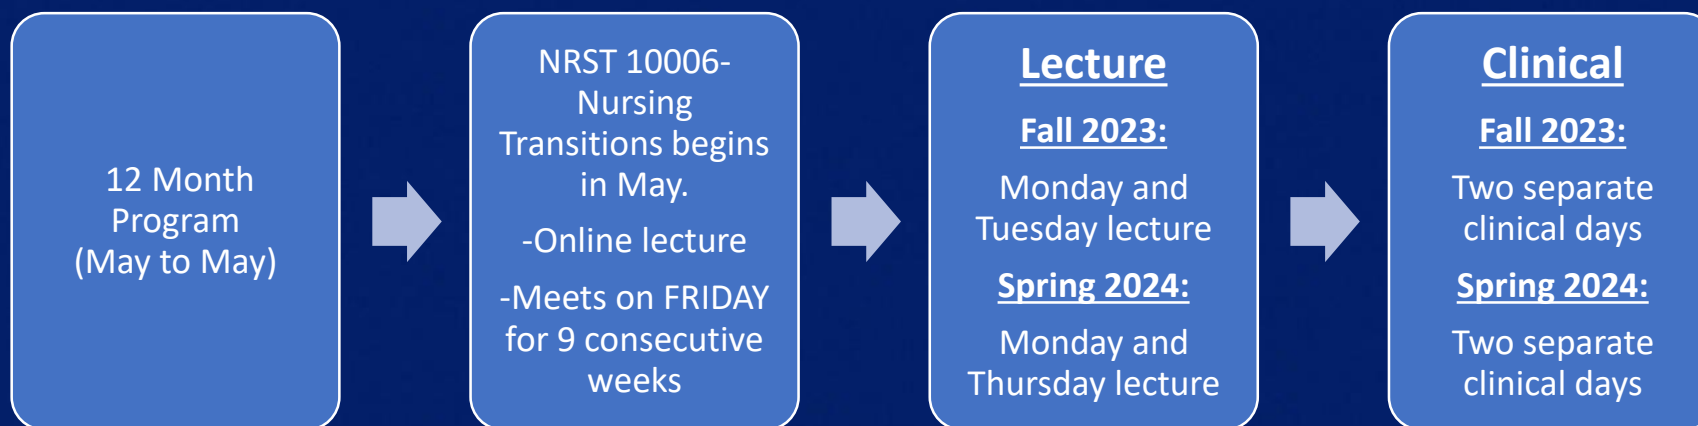 12 Month
Program
(May to May)
NRST 10006-
Nursing
Transitions begins
in May.
-Online lecture
-Meets on FRIDAY
for 9 consecutive
weeks
Lecture
Fall 2023:
Monday and
Tuesday lecture
Spring 2024:
Monday and
Thursday lecture
Clinical
Fall 2023:
Two separate
clinical days
Spring 2024:
Two separate
clinical days